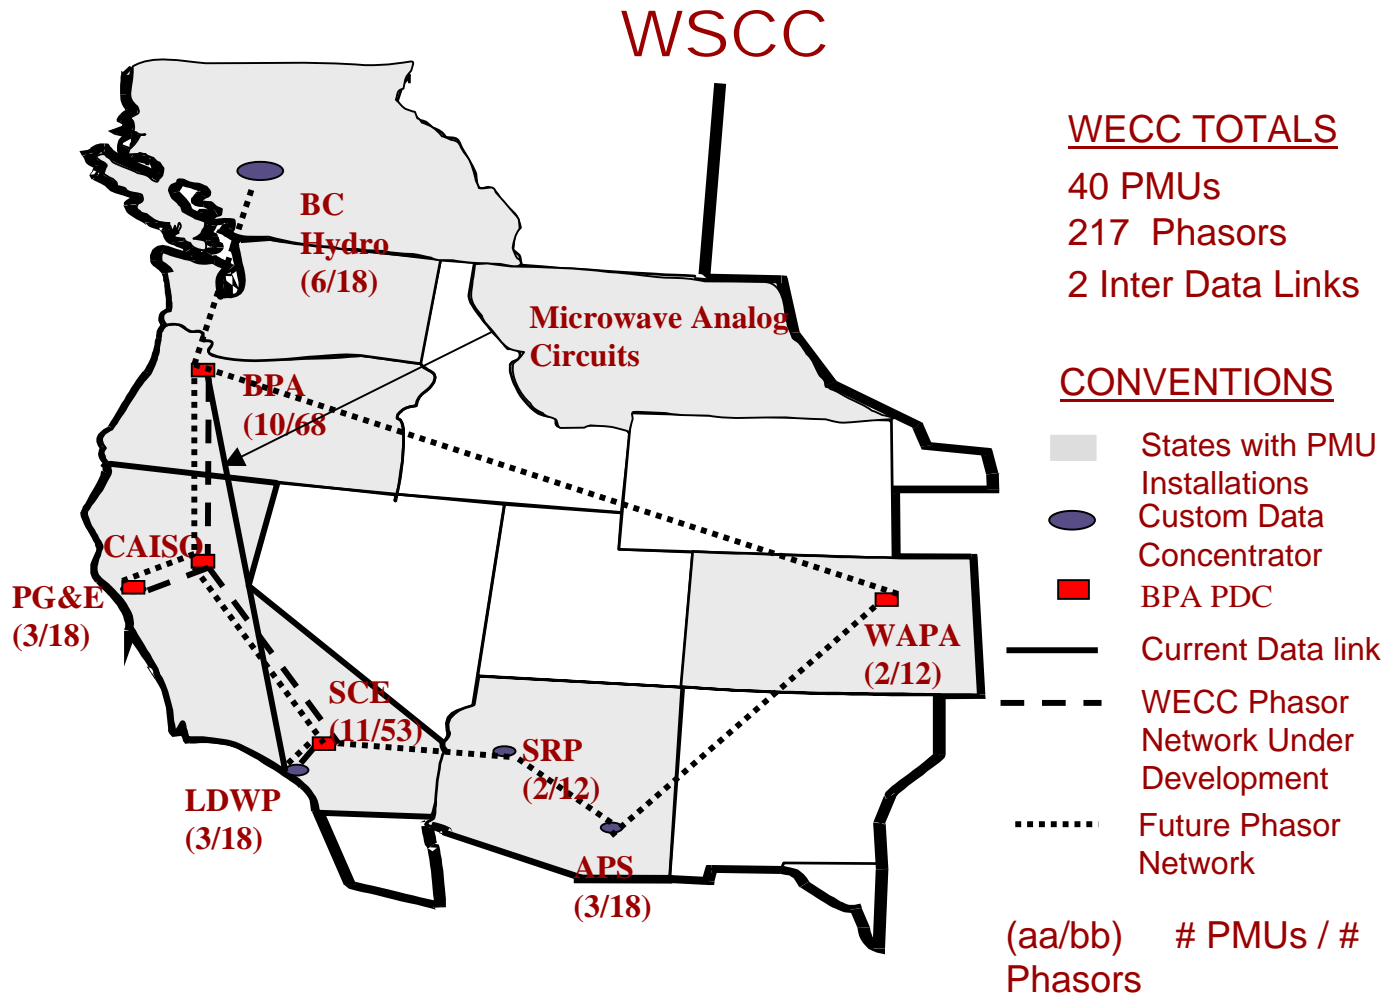 WSCC
WECC TOTALS
40 PMUs
217 Phasors
2 Inter Data Links
BC
Hydro
(6/18)
Microwave Analog
Circuits
BPA
(10/68
CAISO
PG&E
(3/18)
SCE
(11/53)
LDWP
(3/18)
SRP
(2/12)
APS
(3/18)
WAPA
(2/12)
CONVENTIONS
States with PMU
Installations
Custom Data
Concentrator
BPA PDC
Current Data link
WECC Phasor
Network Under
Development
Future Phasor
Network
(aa/bb) # PMUs / #
Phasors